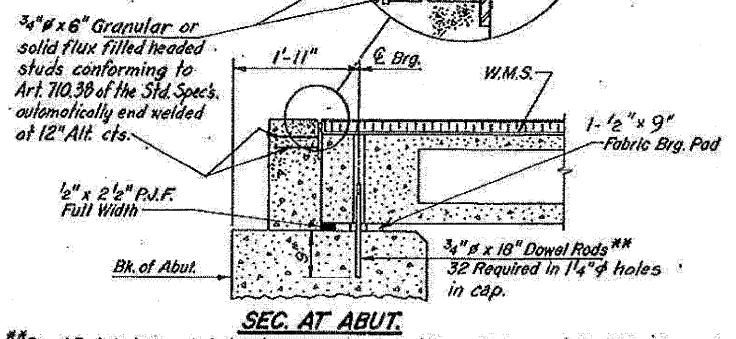 3/4" ø x 6" Granular or
solid flux filled headed
studs conforming to
Art. 710.38 of the Std. Spec's.
automatically end welded
at 12" Alt. cts.
1'-11"
℄ Brg.
W.M.S.
1- 1/2" x 9"
Fabric Brg. Pad
1/2" x 2 1/2" P.J.F.
Full Width
Bk. of Abut.
9"
3/4" ø x 18" Dowel Rods **
32 Required in 1 1/4" ø holes
in cap.
SEC. AT ABUT.
**